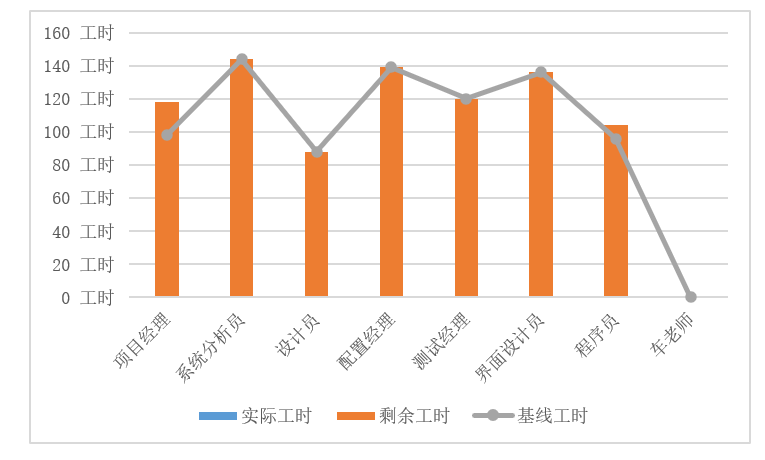 160 工时
140 工时
120 工时
100 工时
80 工时
60 工时
40 工时
20 工时
0 工时
项目经理
系统分析员
设计员
配置经理
测试经理
界面设计员
程序员
车老师
实际工时 剩余工时 基线工时